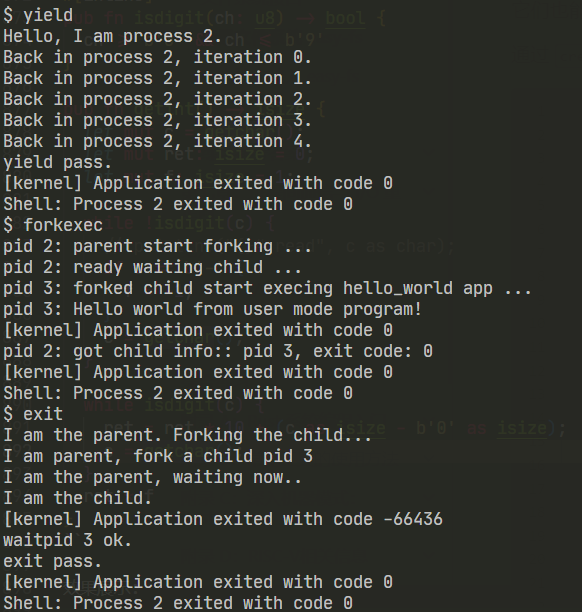 $ yield
Hello, I am process 2.
Back in process 2, iteration 0.
Back in process 2, iteration 1.
Back in process 2, iteration 2.
Back in process 2, iteration 3.
Back in process 2, iteration 4.
yield pass.
[kernel] Application exited with code 0
Shell: Process 2 exited with code 0
$ forkexec
pid 2: parent start forking ...
pid 2: ready waiting child ...
pid 3: forked child start execing hello_world app ...
pid 3: Hello world from user mode program!
[kernel] Application exited with code 0
pid 2: got child info:: pid 3, exit code: 0
[kernel] Application exited with code 0
Shell: Process 2 exited with code 0
$ exit
I am the parent. Forking the child...
I am parent, fork a child pid 3
I am the parent, waiting now..
I am the child.
[kernel] Application exited with code -66436
waitpid 3 ok.
exit pass.
[kernel] Application exited with code 0
Shell: Process 2 exited with code 0